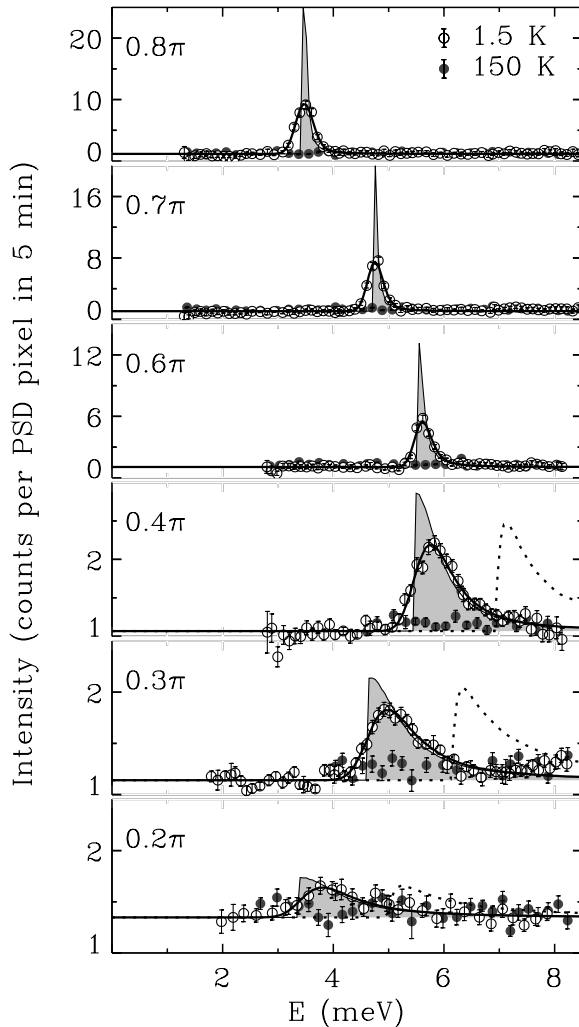 0.8π
1.5 K
150 K
20
10
0
0.7π
16
8
0
0.6π
12
6
0
0.4π
2
1
0.3π
2
1
0.2π
2
1
2 4 6 8
E (meV)
Intensity (counts per PSD pixel in 5 min)